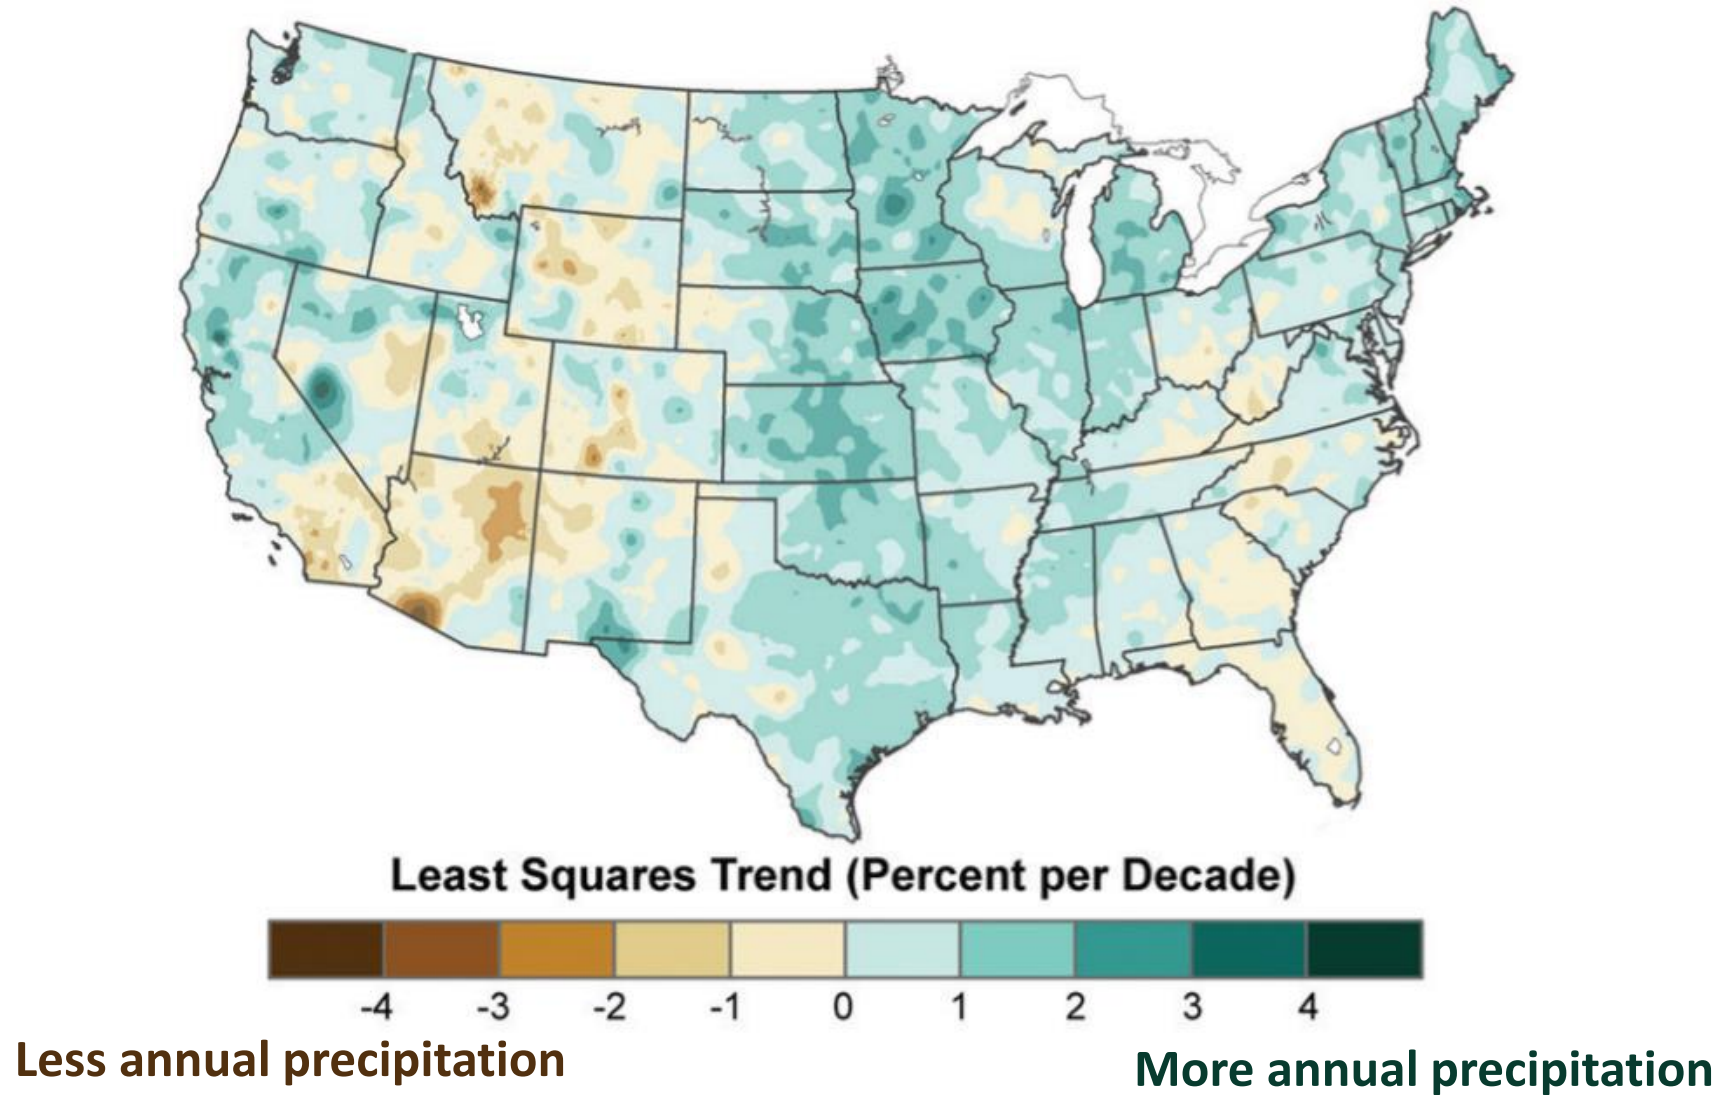 Least Squares Trend (Percent per Decade)
-4 -3 -2 -1 0 1 2 3 4
Less annual precipitation
More annual precipitation